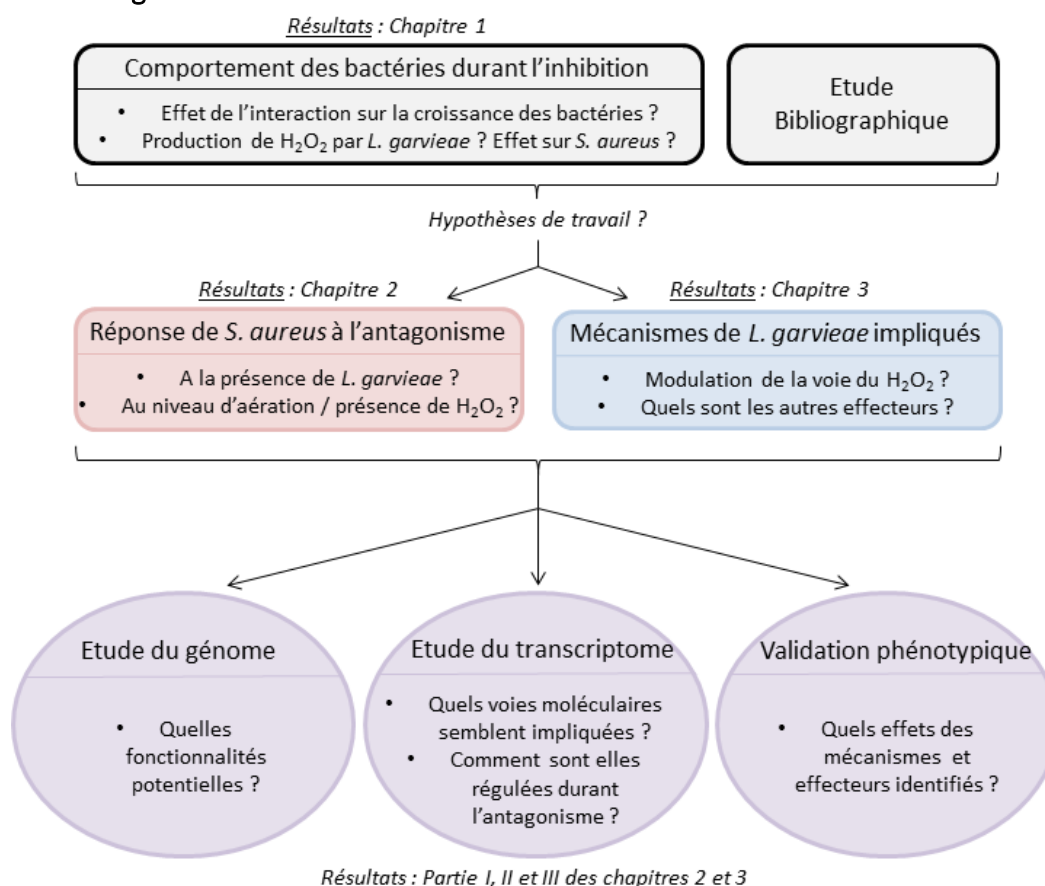 Résultats : Chapitre 1
Comportement des bactéries durant l'inhibition
• Effet de l'interaction sur la croissance des bactéries ?
• Production de H₂O₂ par L. garvieae ? Effet sur S. aureus ?
Etude
Bibliographique
Hypothèses de travail ?
Résultats : Chapitre 2
Réponse de S. aureus à l'antagonisme
• A la présence de L. garvieae ?
• Au niveau d'aération / présence de H₂O₂ ?
Résultats : Chapitre 3
Mécanismes de L. garvieae impliqués
• Modulation de la voie du H₂O₂ ?
• Quels sont les autres effecteurs ?
Etude du génome
• Quelles
fonctionnalités
potentielles ?
Etude du transcriptome
• Quels voies moléculaires
semblent impliquées ?
• Comment sont elles
régulées durant
l'antagonisme ?
Validation phénotypique
• Quels effets des
mécanismes et
effecteurs identifiés ?
Résultats : Partie I, II et III des chapitres 2 et 3